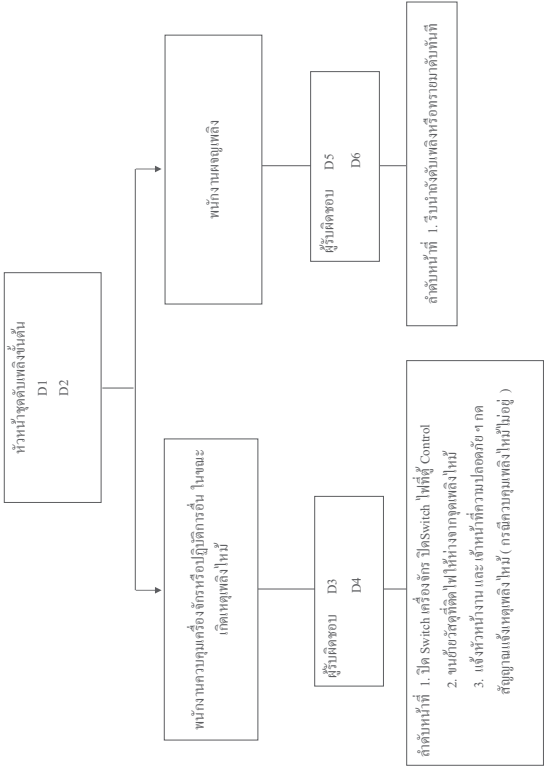 หัวหน้าชุดดับเพลิงขั้นต้น
D1
D2
พนักงานควบคุมเครื่องจักรหรือปฏิบัติการอื่น ในขณะ
เกิดเหตุเพลิงไหม้
ผู้รับผิดชอบ D3
D4
ลำดับหน้าที่ 1. ปิด Switch เครื่องจักร ปิดSwitch ไฟที่ตู้ Control
2. ขนย้ายวัสดุที่ติดไฟให้ห่างจากจุดเพลิงไหม้
3. แจ้งหัวหน้างาน และ เจ้าหน้าที่ความปลอดภัย ฯ กด
สัญญาณแจ้งเหตุเพลิงไหม้ ( กรณีควบคุมเพลิงไหม้ไม่อยู่ )
พนักงานผจญเพลิง
ผู้รับผิดชอบ D5
D6
ลำดับหน้าที่ 1. รีบนำถังดับเพลิงหรือทรายมาดับทันที